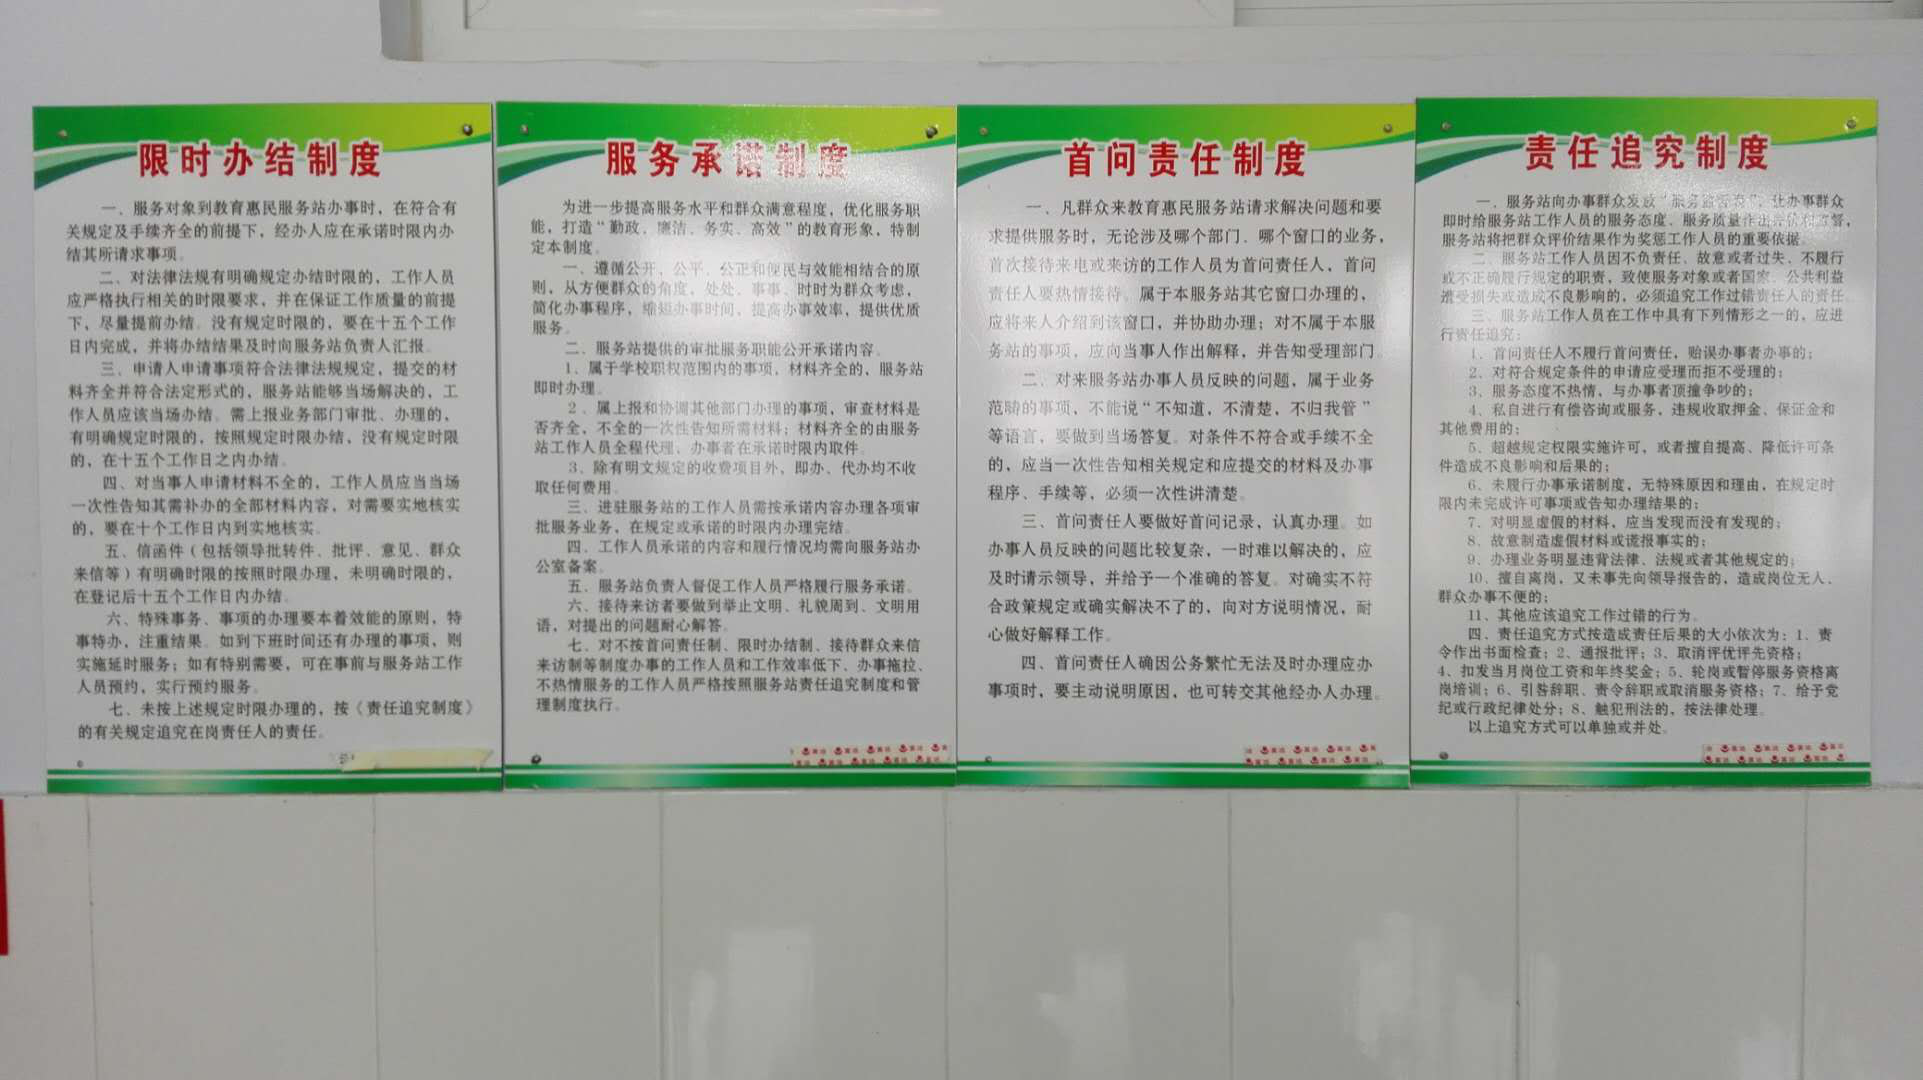 限时办结制度
一、服务对象到教育惠民服务站办事时，在符合有
关规定及手续齐全的前提下，经办人应在承诺时限内办
结其所请求事项。
二、对法律法规有明确规定办结时限的，工作人员
应严格执行相关的时限要求，并在保证工作质量的前提
下，尽量提前办结。没有规定时限的，要在十五个工作
日内完成，并将办结结果及时向服务站负责人汇报。
三、申请人申请事项符合法律法规规定，提交的材
料齐全并符合法定形式的，服务站能够当场解决的，工
作人员应该当场办结。需上报业务部门审批、办理的，
有明确规定时限的，按照规定时限办结，没有规定时限
的，在十五个工作日之内办结。
四、对当事人申请材料不全的，工作人员应当当场
一次性告知其需补办的全部材料内容，对需要实地核实
的，要在十个工作日内到实地核实。
五、信函件（包括领导批转件、批评、意见、群众
来信等）有明确时限的按照时限办理，未明确时限的，
在登记后十五个工作日内办结。
六、特殊事务、事项的办理要本着效能的原则，特
事特办，注重结果。如到下班时间还有办理的事项，则
实施延时服务；如有特别需要，可在事前与服务站工作
人员预约，实行预约服务。
七、未按上述规定时限办理的，按《责任追究制度》
的有关规定追究在岗责任人的责任。
服务承诺制度
为进一步提高服务水平和群众满意程度，优化服务职
能，打造“勤政、廉洁、务实、高效”的教育形象，特制
定本制度。
一、遵循公开、公平、公正和便民与效能相结合的原
则，从方便群众的角度，处处、事事、时时为群众考虑，
简化办事程序，缩短办事时间，提高办事效率，提供优质
服务。
二、服务站提供的审批服务职能公开承诺内容。
1、属于学校职权范围内的事项，材料齐全的，服务站
即时办理。
2、属上报和协调其他部门办理的事项，审查材料是
否齐全，不全的一次性告知所需材料；材料齐全的由服务
站工作人员全程代理，办事者在承诺时限内取件。
3、除有明文规定的收费项目外，即办、代办均不收
取任何费用。
三、进驻服务站的工作人员需按承诺内容办理各项审
批服务业务，在规定或承诺的时限内办理完结。
四、工作人员承诺的内容和履行情况均需向服务站办
公室备案。
五、服务站负责人督促工作人员严格履行服务承诺。
六、接待来访者要做到举止文明、礼貌周到、文明用
语，对提出的问题耐心解答。
七、对不按首问责任制、限时办结制、接待群众来信
来访制等制度办事的工作人员和工作效率低下、办事拖拉、
不热情服务的工作人员严格按照服务站责任追究制度和管
理制度执行。
首问责任制度
一、凡群众来教育惠民服务站请求解决问题和要
求提供服务时，无论涉及哪个部门、哪个窗口的业务，
首次接待来电或来访的工作人员为首问责任人，首问
责任人要热情接待。属于本服务站其它窗口办理的，
应将来人介绍到该窗口，并协助办理；对不属于本服
务站的事项，应向当事人作出解释，并告知受理部门。
二、对来服务站办事人员反映的问题，属于业务
范畴的事项，不能说“不知道，不清楚，不归我管”
等语言，要做到当场答复。对条件不符合或手续不全
的，应当一次性告知相关规定和应提交的材料及办事
程序、手续等，必须一次性讲清楚。
三、首问责任人要做好首问记录，认真办理。如
办事人员反映的问题比较复杂，一时难以解决的，应
及时请示领导，并给予一个准确的答复。对确实不符
合政策规定或确实解决不了的，向对方说明情况，耐
心做好解释工作。
四、首问责任人确因公务繁忙无法及时办理应办
事项时，要主动说明原因，也可转交其他经办人办理。
责任追究制度
一、服务站向办事群众发放“服务监督表”，让办事群众
即时给服务站工作人员的服务态度、服务质量作出评价和监督，
服务站将把群众评价结果作为奖惩工作人员的重要依据。
二、服务站工作人员因不负责任、故意或者过失、不履行
或不正确履行规定的职责，致使服务对象或者国家、公共利益
遭受损失或造成不良影响的，必须追究工作过错责任人的责任。
三、服务站工作人员在工作中具有下列情形之一的，应进
行责任追究：
1、首问责任人不履行首问责任，贻误办事者办事的；
2、对符合规定条件的申请应受理而拒不受理的；
3、服务态度不热情，与办事者顶撞争吵的；
4、私自进行有偿咨询或服务，违规收取押金、保证金和
其他费用的；
5、超越规定权限实施许可，或者擅自提高、降低许可条
件造成不良影响和后果的；
6、未履行办事承诺制度，无特殊原因和理由，在规定时
限内未完成许可事项或告知办理结果的；
7、对明显虚假的材料，应当发现而没有发现的；
8、故意制造虚假材料或谎报事实的；
9、办理业务明显违背法律、法规或者其他规定的；
10、擅自离岗，又未事先向领导报告的，造成岗位无人、
群众办事不便的；
11、其他应该追究工作过错的行为。
四、责任追究方式按造成责任后果的大小依次为：1、责
令作出书面检查；2、通报批评；3、取消评优评先资格；
4、扣发当月岗位工资和年终奖金；5、轮岗或暂停服务资格离
岗培训；6、引咎辞职、责令辞职或取消服务资格；7、给予党
纪或行政纪律处分；8、触犯刑法的，按法律处理。
以上追究方式可以单独或并处。